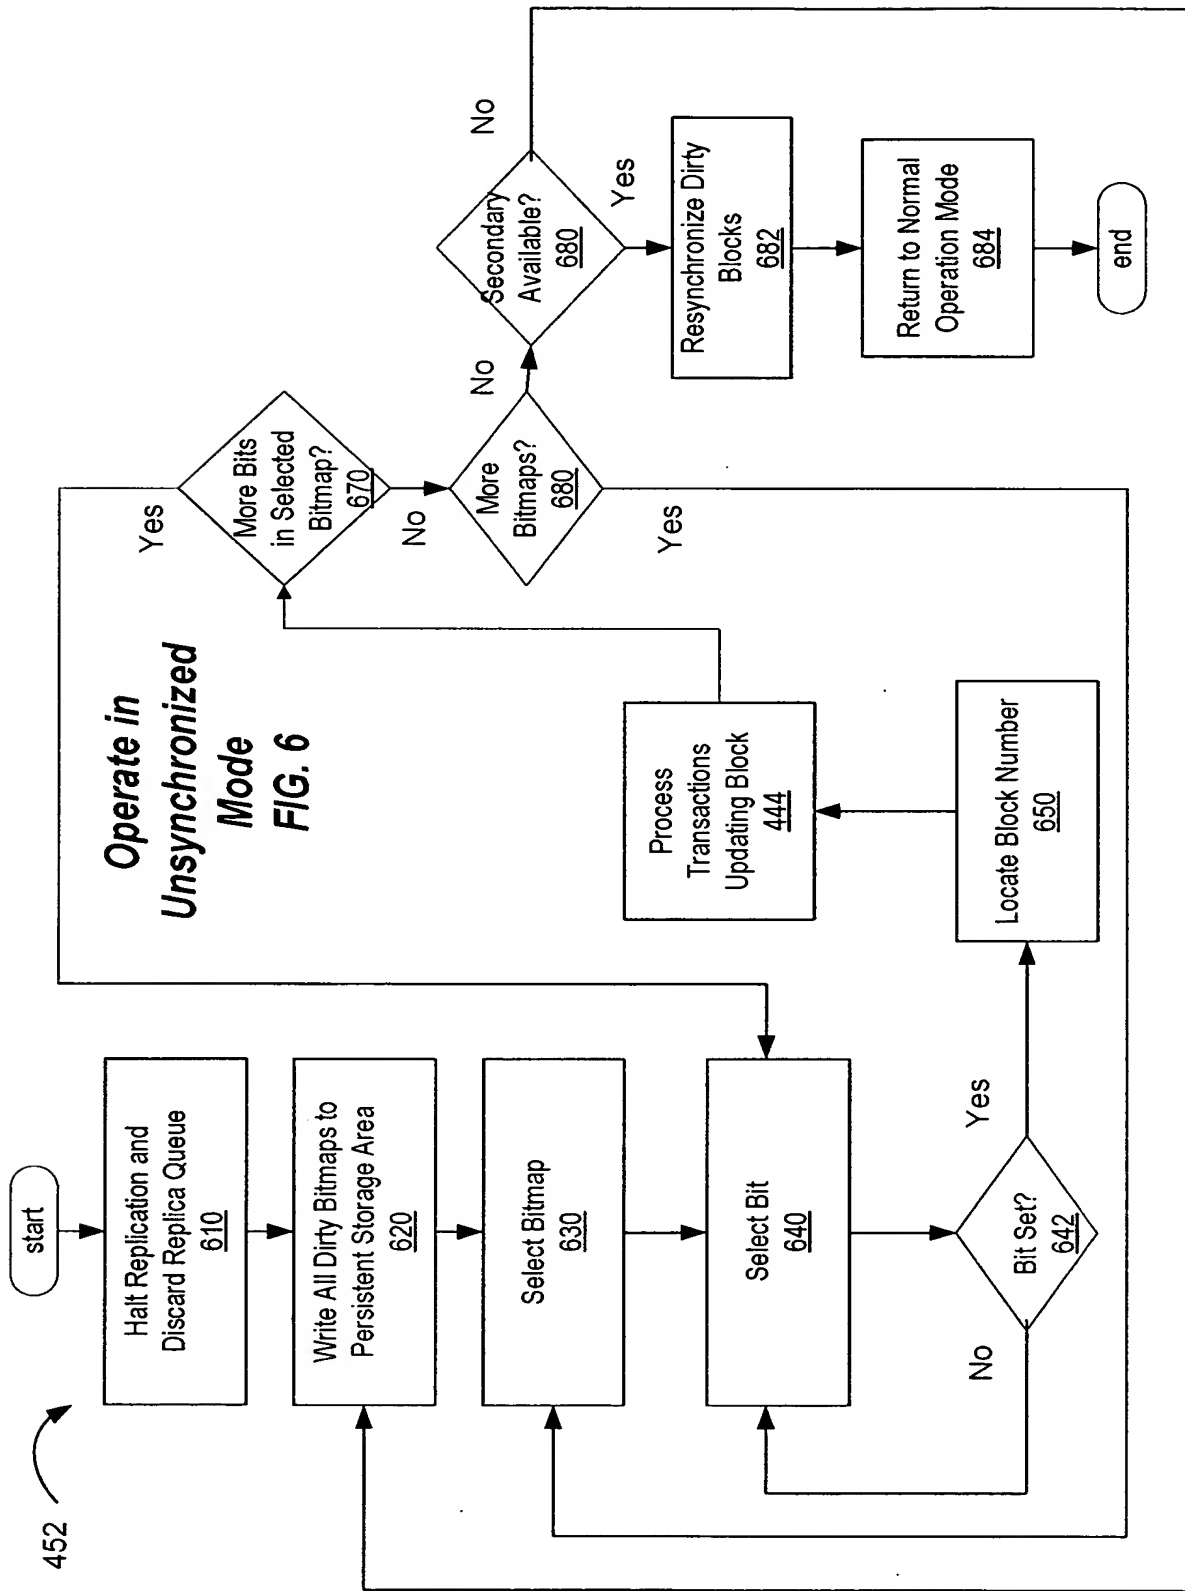 452
start
Halt Replication and
Discard Replica Queue
610
Write All Dirty Bitmaps to
Persistent Storage Area
620
Select Bitmap
630
Select Bit
640
Bit Set?
642
No
Yes
Locate Block Number
650
Process
Transactions
Updating Block
444
Operate in
Unsynchronized
Mode
FIG. 6
Yes
More Bits
in Selected
Bitmap?
670
No
More
Bitmaps?
680
Yes
No
Secondary
Available?
680
No
Yes
Resynchronize Dirty
Blocks
682
Return to Normal
Operation Mode
684
end